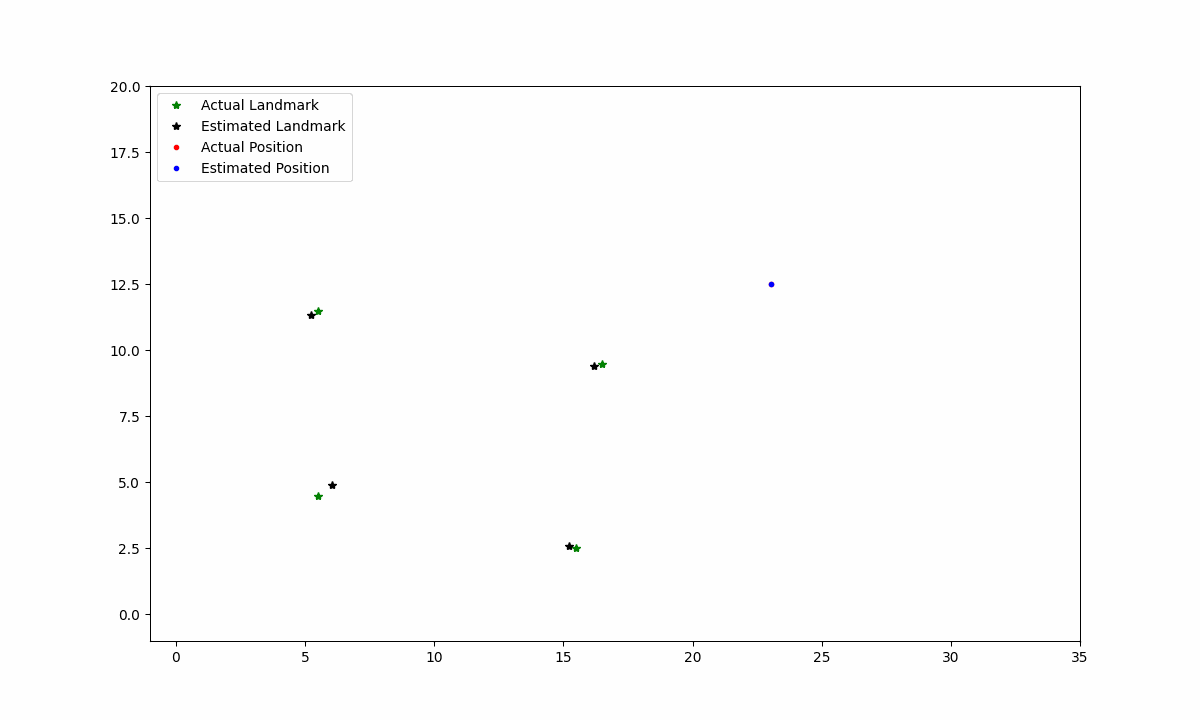 20.0
17.5
15.0
12.5
10.0
7.5
5.0
2.5
0.0
Actual Landmark
Estimated Landmark
Actual Position
Estimated Position
0 5 10 15 20 25 30 35